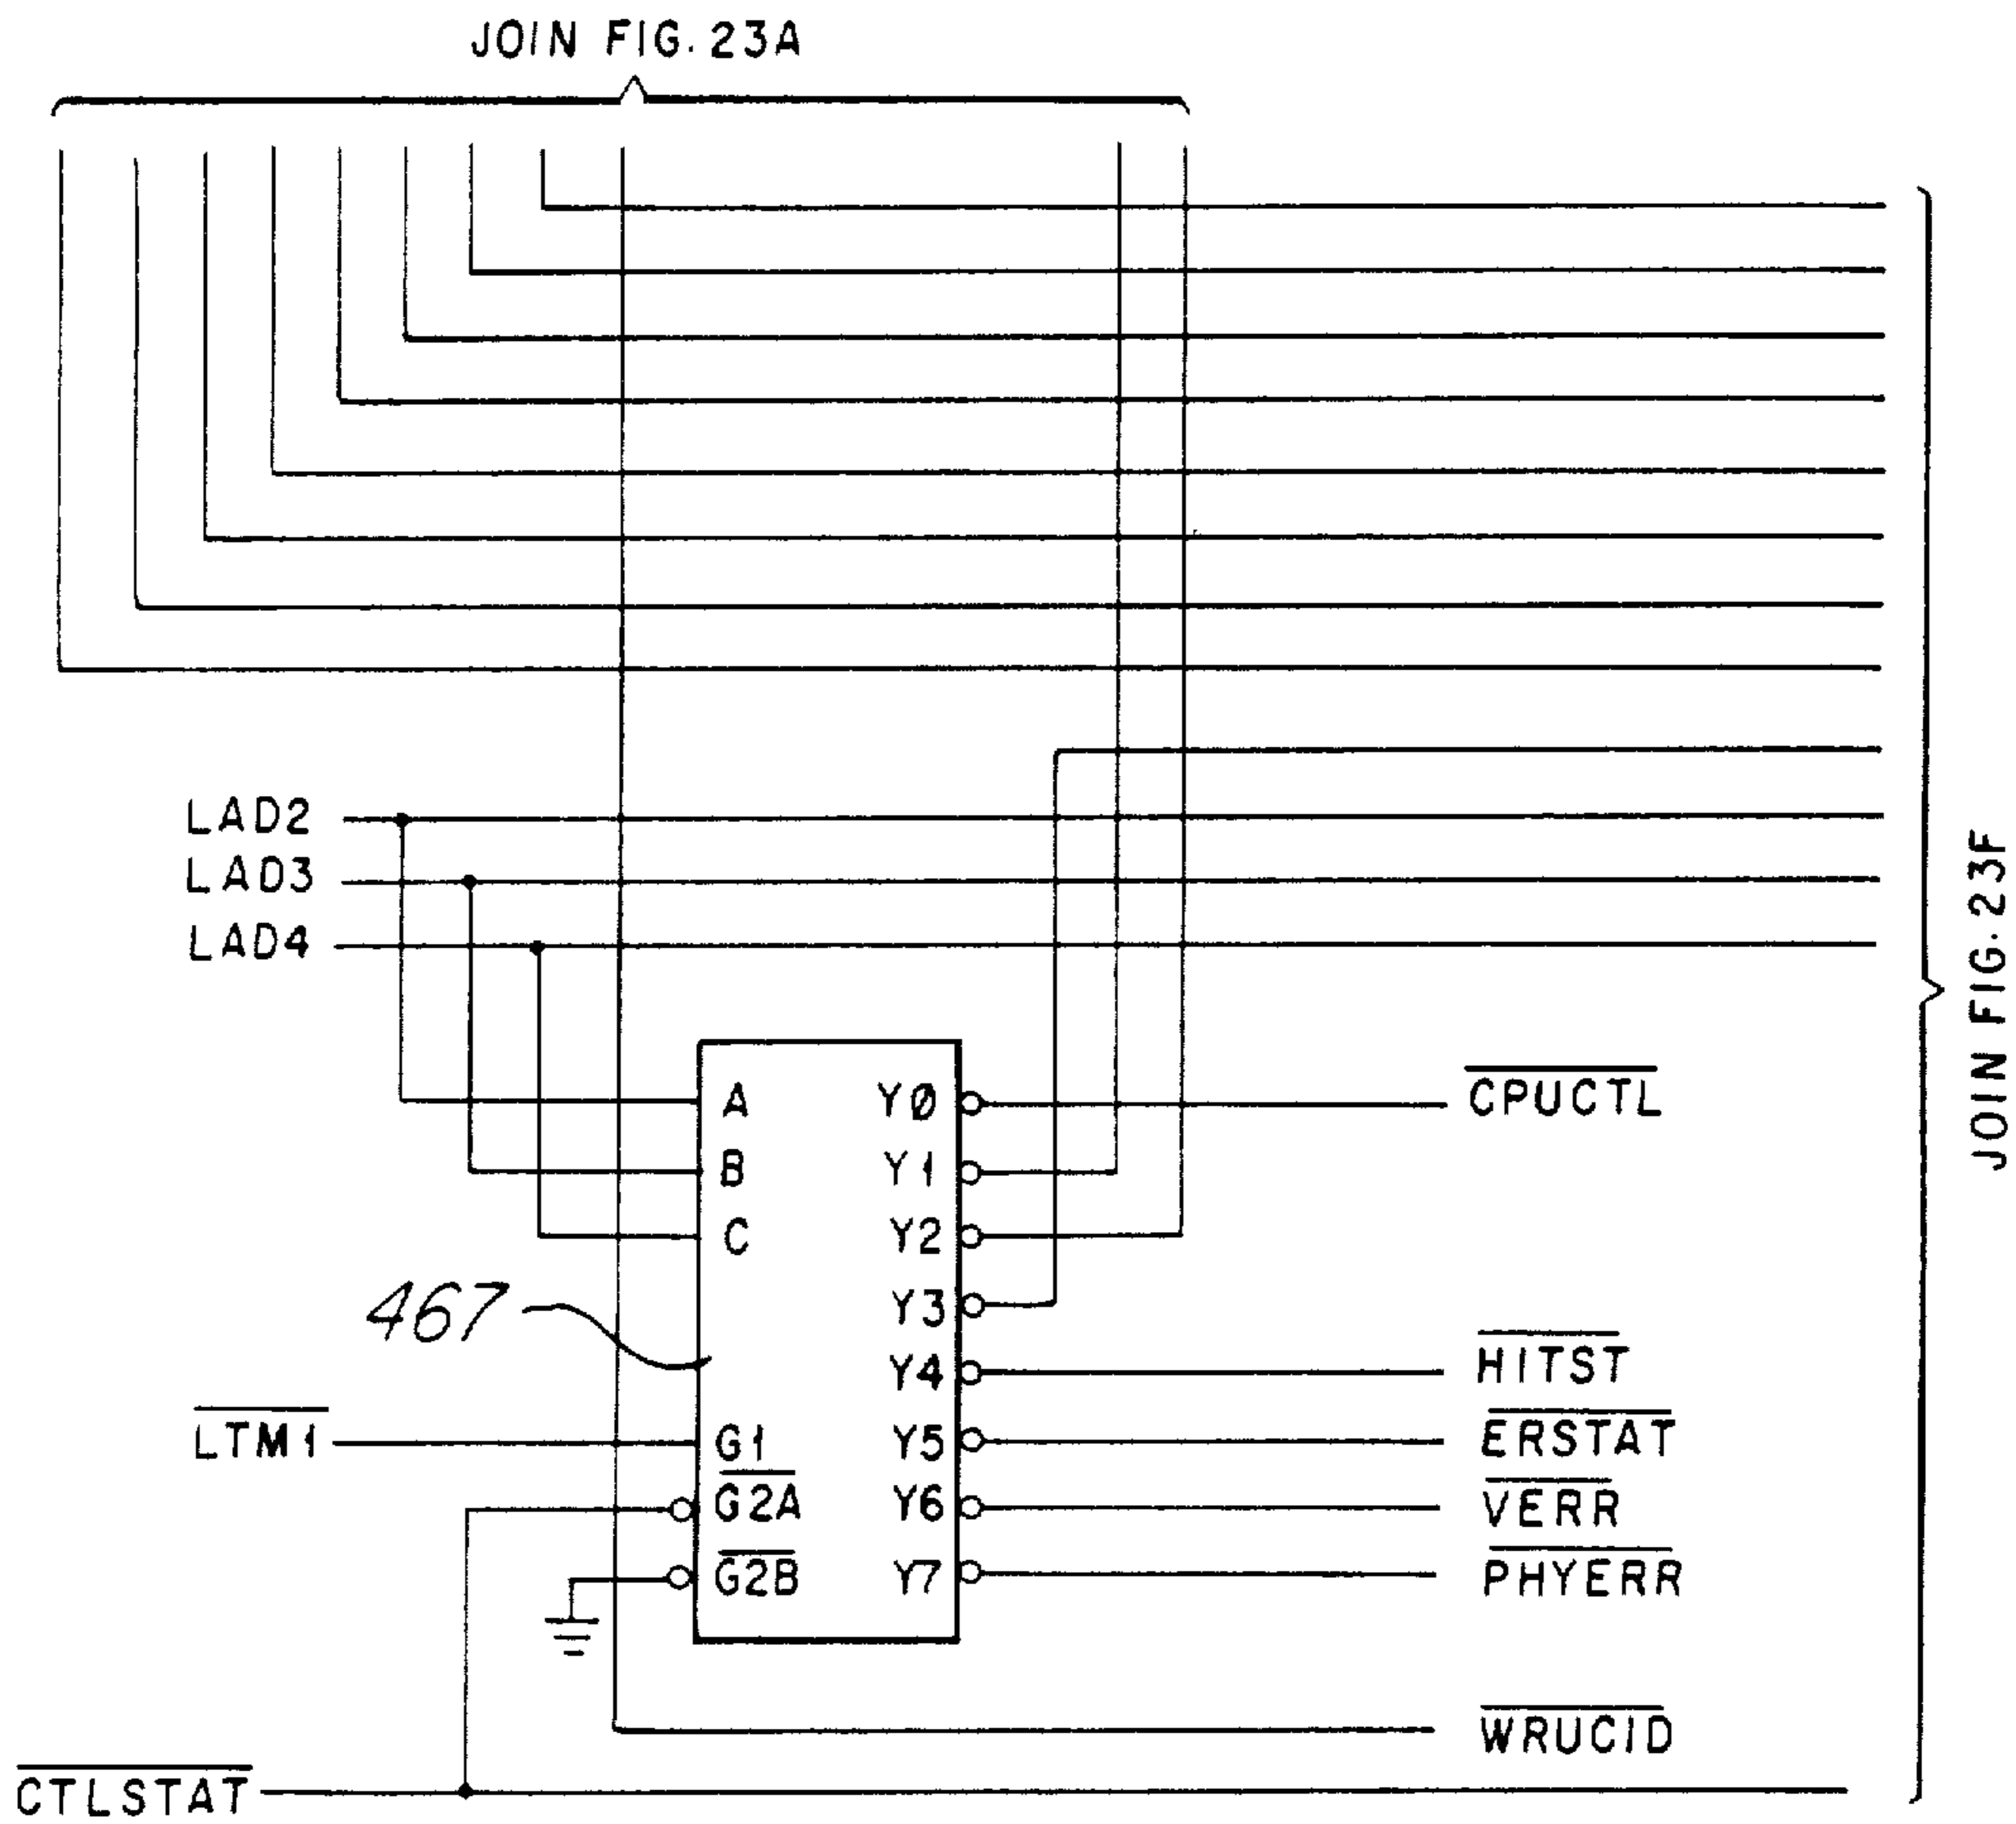 JOIN FIG. 23A
LAD2
LAD3
LAD4
JOIN FIG. 23F
A
B
C
467
LTM1
G1
G2A
G2B
Y0
Y1
Y2
Y3
Y4
Y5
Y6
Y7
CPUCTL
HITST
ERSTAT
VERR
PHYERR
WRUCID
CTLSTAT